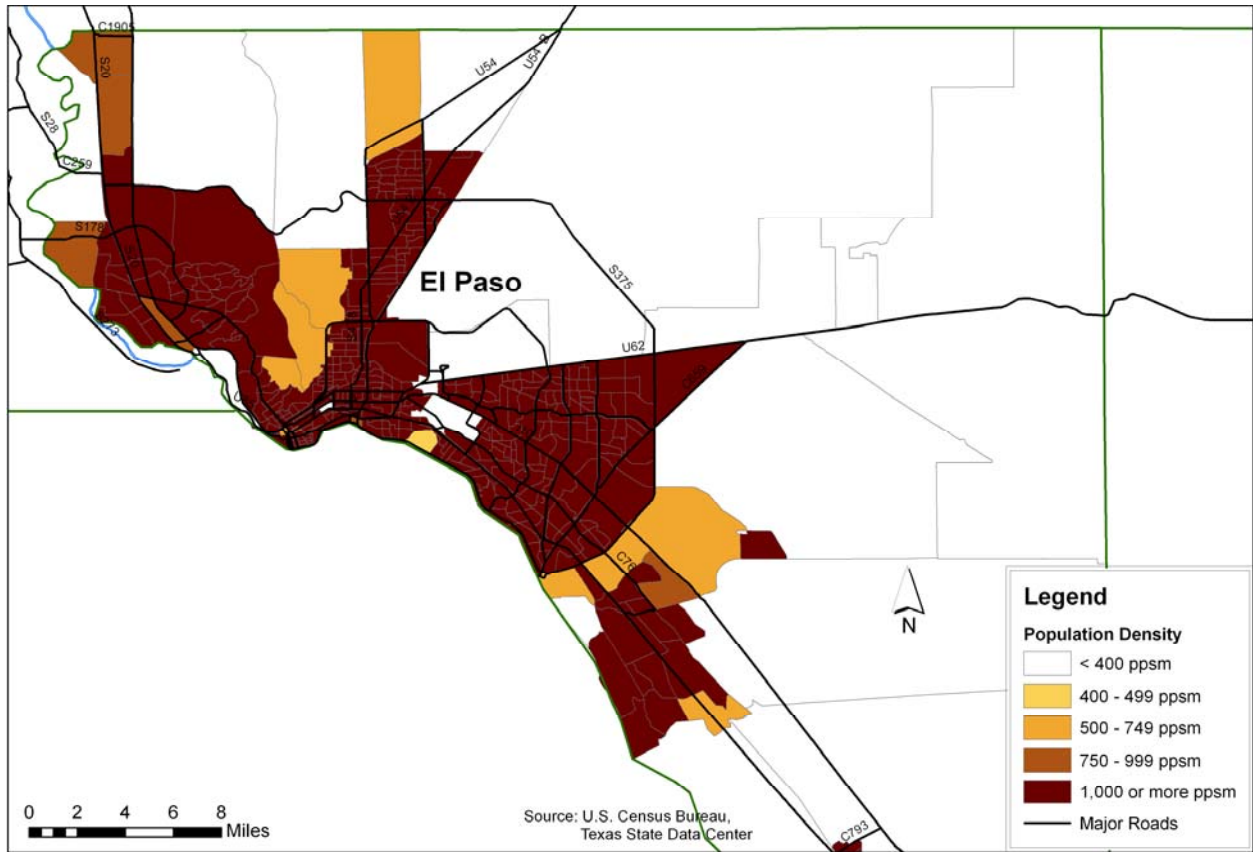 C1905
S20
U54
U54
S28
C259
S178
El Paso
S375
U62
C76
N
C793
0 2 4 6 8
Miles
Source: U.S. Census Bureau,
Texas State Data Center
Legend
Population Density
< 400 ppsm
400 - 499 ppsm
500 - 749 ppsm
750 - 999 ppsm
1,000 or more ppsm
Major Roads